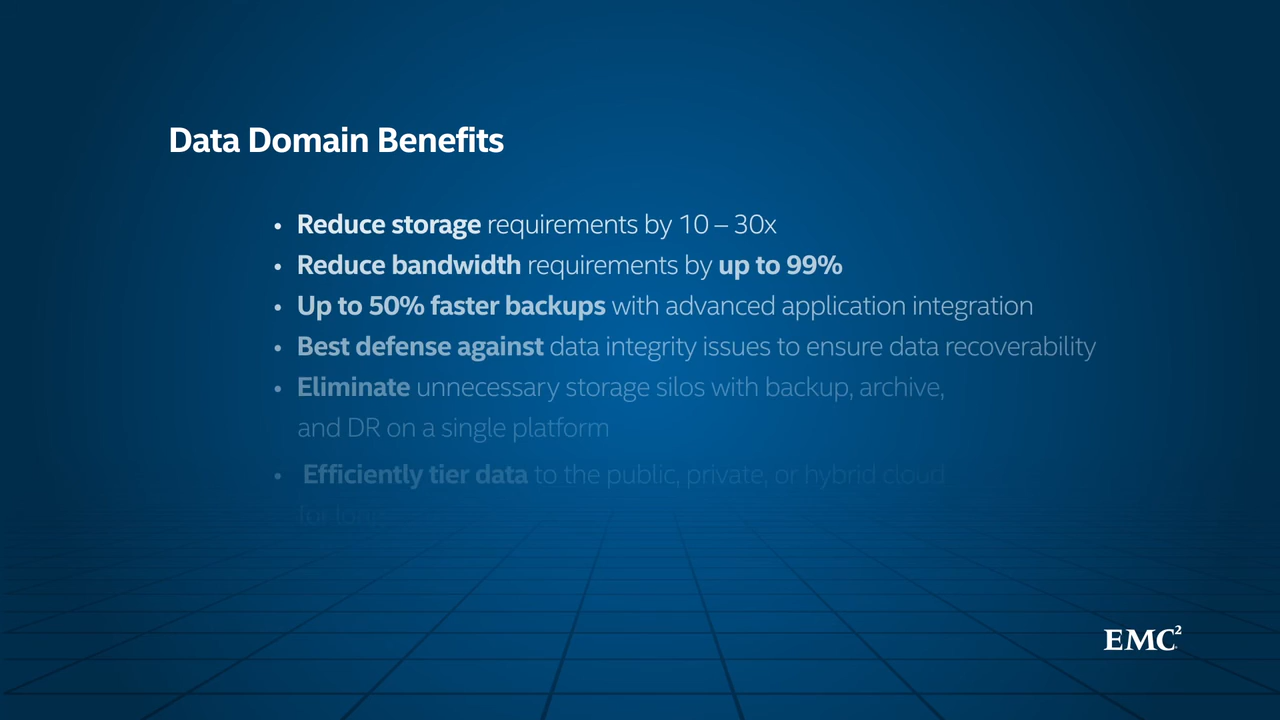 Data Domain Benefits
• Reduce storage requirements by 10 – 30x
• Reduce bandwidth requirements by up to 99%
• Up to 50% faster backups with advanced application integration
• Best defense against data integrity issues to ensure data recoverability
• Eliminate unnecessary storage silos with backup, archive,
and DR on a single platform
• Efficiently tier data to the public, private, or hybrid cloud
for long
EMC²